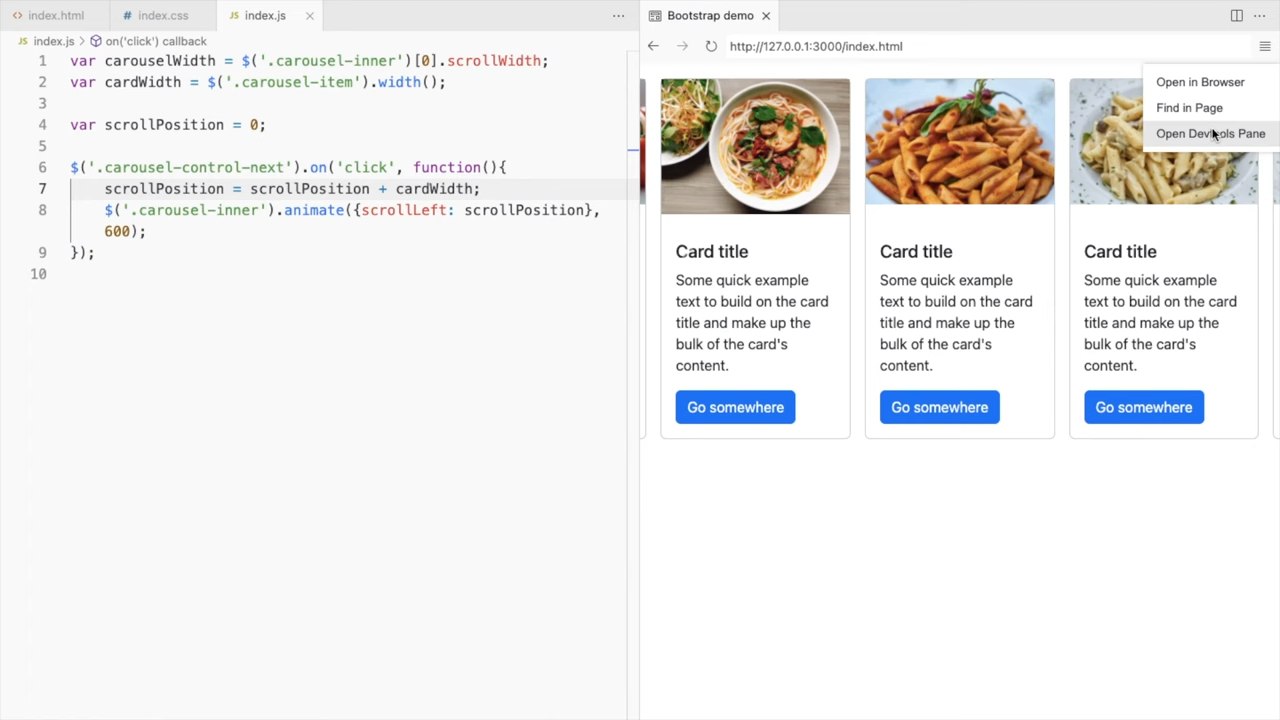 index.html
# index.css
JS index.js
JS index.js > on('click') callback
1 var carouselWidth = $('.carousel-inner')[0].scrollWidth;
2 var cardWidth = $('.carousel-item').width();
3
4 var scrollPosition = 0;
5
6 $('.carousel-control-next').on('click', function(){
7 scrollPosition = scrollPosition + cardWidth;
8 $('.carousel-inner').animate({scrollLeft: scrollPosition},
600);
9 });
10
Bootstrap demo
http://127.0.0.1:3000/index.html
Open in Browser
Find in Page
Open Devtools Pane
Card title
Some quick example
text to build on the card
title and make up the
bulk of the card's
content.
Go somewhere
Card title
Some quick example
text to build on the card
title and make up the
bulk of the card's
content.
Go somewhere
Card title
Some quick example
text to build on the card
title and make up the
bulk of the card's
content.
Go somewhere